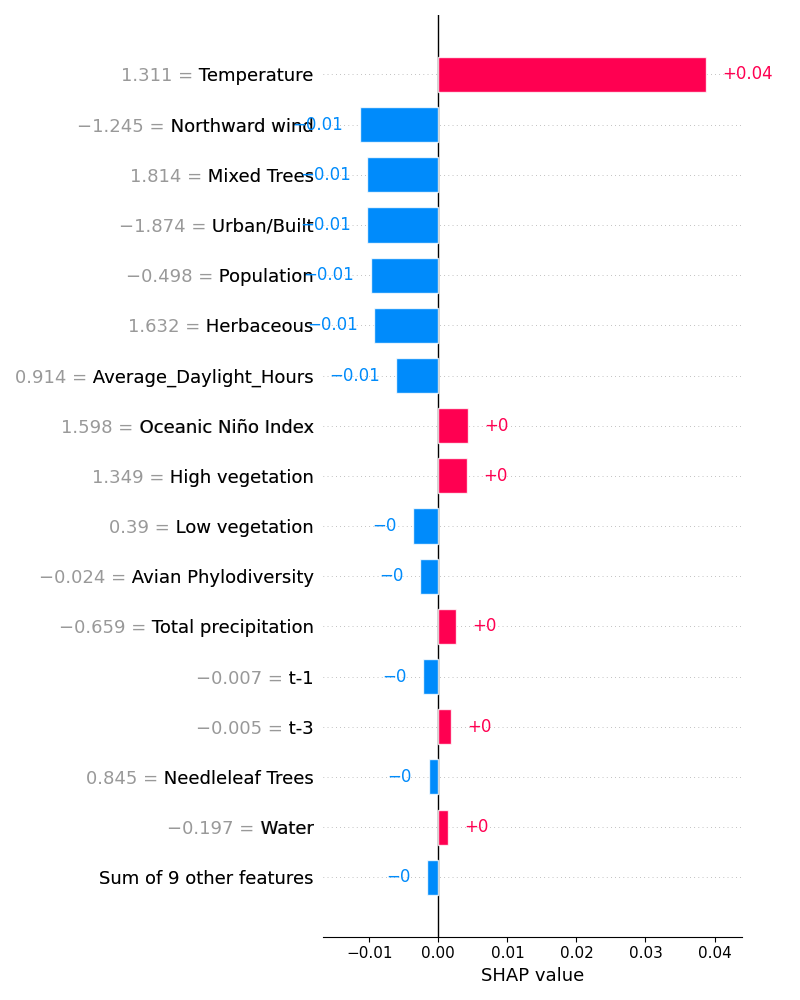 1.311 = Temperature +0.04
−1.245 = Northward wind −0.01
1.814 = Mixed Trees −0.01
−1.874 = Urban/Built −0.01
−0.498 = Population −0.01
1.632 = Herbaceous −0.01
0.914 = Average_Daylight_Hours −0.01
1.598 = Oceanic Niño Index +0
1.349 = High vegetation +0
0.39 = Low vegetation −0
−0.024 = Avian Phylodiversity −0
−0.659 = Total precipitation +0
−0.007 = t-1 −0
−0.005 = t-3 +0
0.845 = Needleleaf Trees −0
−0.197 = Water +0
Sum of 9 other features −0
−0.01 0.00 0.01 0.02 0.03 0.04
SHAP value